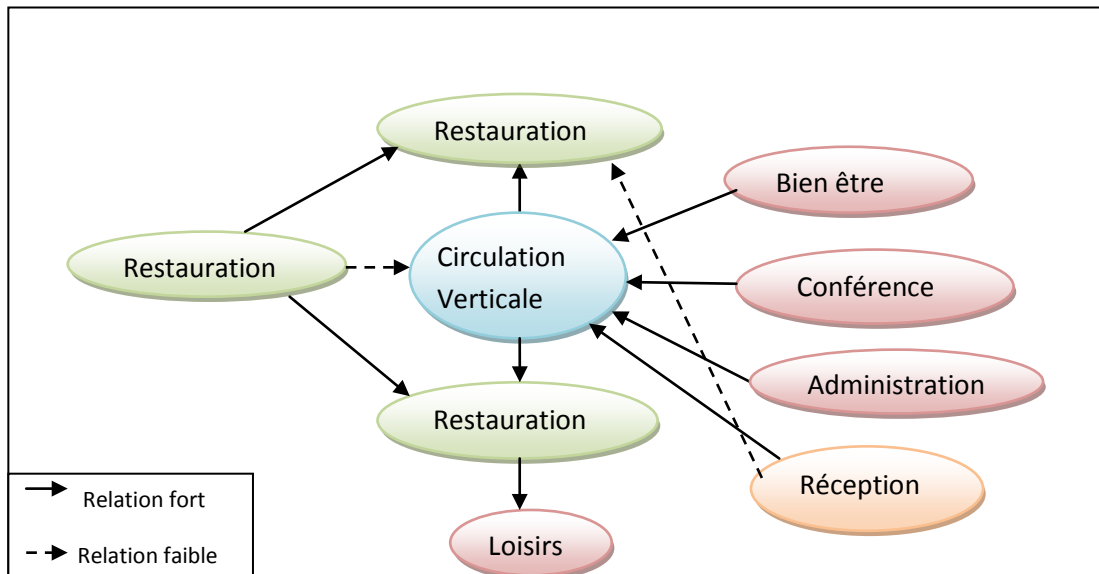 Restauration
Bien être
Restauration
Circulation
Verticale
Conférence
Administration
Restauration
Réception
Relation fort
Loisirs
Relation faible